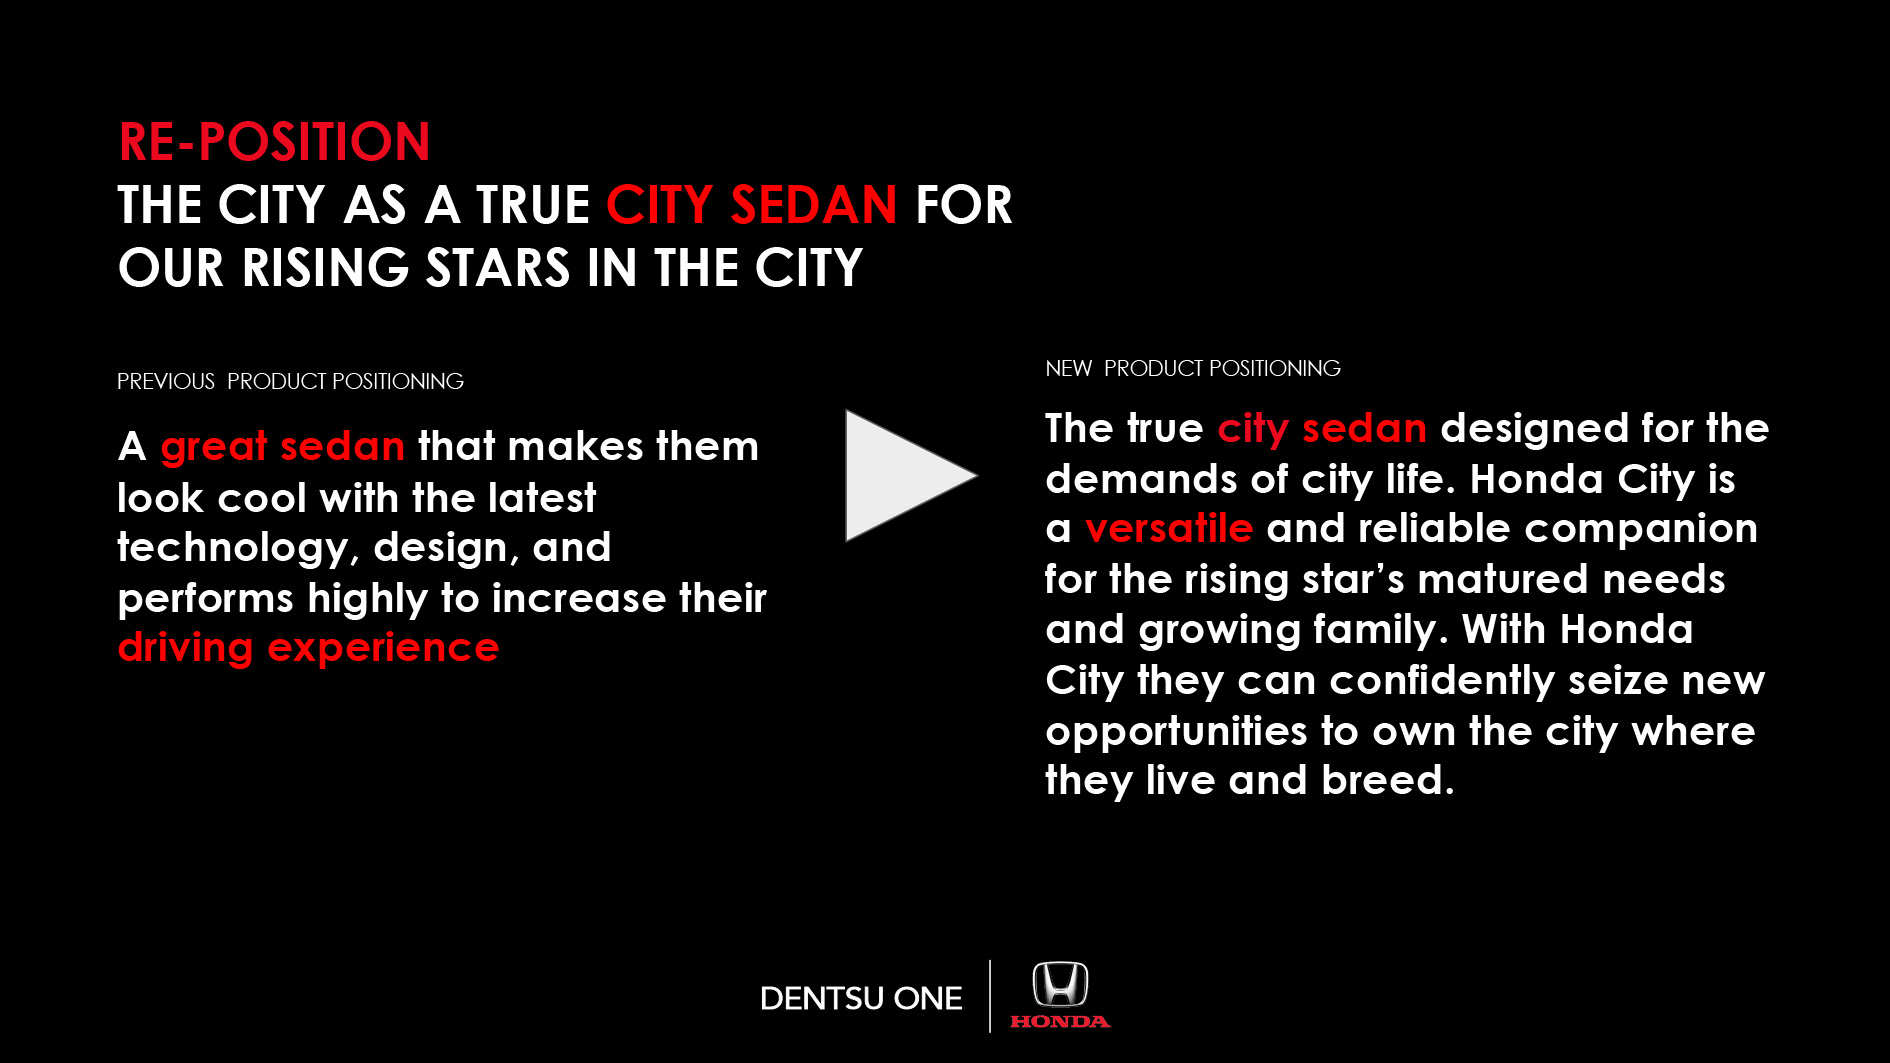 RE-POSITION
THE CITY AS A TRUE CITY SEDAN FOR
OUR RISING STARS IN THE CITY
PREVIOUS PRODUCT POSITIONING
A great sedan that makes them
look cool with the latest
technology, design, and
performs highly to increase their
driving experience
NEW PRODUCT POSITIONING
The true city sedan designed for the
demands of city life. Honda City is
a versatile and reliable companion
for the rising star’s matured needs
and growing family. With Honda
City they can confidently seize new
opportunities to own the city where
they live and breed.
DENTSU ONE
HONDA